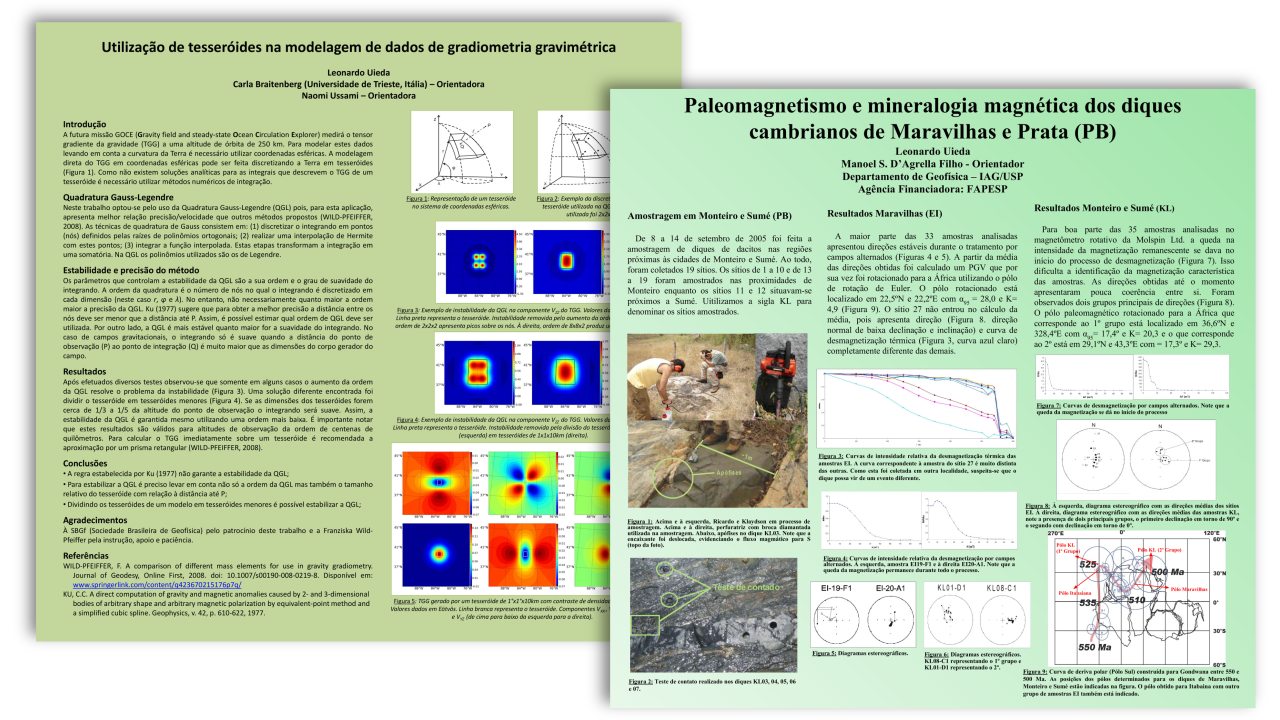 Utilização de tesseróides na modelagem de dados de gradiometria gravimétrica
Leonardo Uieda
Carla Braitenberg (Universidade de Trieste, Itália) – Orientadora
Naomi Ussami – Orientadora
Introdução
A futura missão GOCE (Gravity field and steady-state Ocean Circulation Explorer) medirá o tensor
gradiente da gravidade (TGG) a uma altitude de órbita de 250 km. Para modelar estes dados
levando em conta a curvatura da Terra é necessário utilizar coordenadas esféricas. A modelagem
direta do TGG em coordenadas esféricas pode ser feita discretizando a Terra em tesseróides
(Figura 1). Como não existem soluções analíticas para as integrais que descrevem o TGG de um
tesseróide é necessário utilizar métodos numéricos de integração.
Quadratura Gauss-Legendre
Neste trabalho optou-se pelo uso da Quadratura Gauss-Legendre (QGL) pois, para esta aplicação,
apresenta melhor relação precisão/velocidade que outros métodos propostos (WILD-PFEIFFER,
2008). As técnicas de quadratura de Gauss consistem em: (1) discretizar o integrando em pontos
(nós) definidos pelas raízes de polinômios ortogonais; (2) realizar uma interpolação de Hermite
com estes pontos; (3) integrar a função interpolada. Estas etapas transformam a integração em
uma somatória. Na QGL os polinômios utilizados são os de Legendre.
Estabilidade e precisão do método
Os parâmetros que controlam a estabilidade da QGL são a sua ordem e o grau de suavidade do
integrando. A ordem da quadratura é o número de nós no qual o integrando é discretizado em
cada dimensão (neste caso r, φ e λ). No entanto, não necessariamente quanto maior a ordem
maior a precisão da QGL. Ku (1977) sugere que para obter a melhor precisão a distância entre os
nós deve ser menor que a distância até P. Assim, é possível estimar qual ordem de QGL deve ser
utilizada. Por outro lado, a QGL é mais estável quanto maior for a suavidade do integrando. No
caso de campos gravitacionais, o integrando só é suave quando a distância do ponto de
observação (P) ao ponto de integração (Q) é muito maior que as dimensões do corpo gerador do
campo.
Resultados
Após efetuados diversos testes observou-se que somente em alguns casos o aumento da ordem
da QGL resolve o problema da instabilidade (Figura 3). Uma solução diferente encontrada foi
dividir o tesseróide em tesseróides menores (Figura 4). Se as dimensões dos tesseróides forem
cerca de 1/3 a 1/5 da altitude do ponto de observação o integrando será suave. Assim, a
estabilidade da QGL é garantida mesmo utilizando uma ordem mais baixa. É importante notar
que estes resultados são válidos para altitudes de observação da ordem de centenas de
quilômetros. Para calcular o TGG imediatamente sobre um tesseróide é recomendada a
aproximação por um prisma retangular (WILD-PFEIFFER, 2008).
Conclusões
• A regra estabelecida por Ku (1977) não garante a estabilidade da QGL;
• Para estabilizar a QGL é preciso levar em conta não só a ordem da QGL mas também o tamanho
relativo do tesseróide com relação à distância até P;
• Dividindo os tesseróides de um modelo em tesseróides menores é possível estabilizar a QGL;
Agradecimentos
À SBGf (Sociedade Brasileira de Geofísica) pelo patrocínio deste trabalho e a Franziska Wild-
Pfeiffer pela instrução, apoio e paciência.
Referências
WILD-PFEIFFER, F. A comparison of different mass elements for use in gravity gradiometry.
Journal of Geodesy, Online First, 2008. doi: 10.1007/s00190-008-0219-8. Disponível em:
www.springerlink.com/content/q423670215176p7q/
KU, C.C. A direct computation of gravity and magnetic anomalies caused by 2- and 3-dimensional
bodies of arbitrary shape and arbitrary magnetic polarization by equivalent-point method and
a simplified cubic spline. Geophysics, v. 42, p. 610-622, 1977.
Figura 1: Representação de um tesseróide
no sistema de coordenadas esféricas.
Figura 2: Exemplo da discre
tesseróide utilizada na QG
utilizada foi 2x2x
Figura 3: Exemplo de instabilidade da QGL na componente
Linha preta representa o tesseróide. Instabilidade removida pelo aumento da
ordem de 2x2x2 apresenta picos sobre os nós. À direita, ordem de 8x8x2 produz u
Figura 4: Exemplo de instabilidade da QGL na componente
Linha preta representa o tesseróide. Instabilidade removida pela divisão do tesser
(esquerda) em tesseróides de 1x1x10km (direita).
Figura 5: TGG gerado por um tesseróide de 1°x1°x10km com contraste de densidad
Valores dados em Eötvös. Linha branca representa o tesseróide. Componentes
(de cima para baixo da esquerda para a direita).
Paleomagnetismo e mineralogia magnética dos diques
cambrianos de Maravilhas e Prata (PB)
Leonardo Uieda
Manoel S. D'Agrella Filho - Orientador
Departamento de Geofísica – IAG/USP
Agência Financiadora: FAPESP
Amostragem em Monteiro e Sumé (PB)
De 8 a 14 de setembro de 2005 foi feita a
amostragem de diques de dacitos nas regiões
próximas às cidades de Monteiro e Sumé. Ao todo,
foram coletados 19 sítios. Os sítios de 1 a 10 e de 13
a 19 foram amostrados nas proximidades de
Monteiro enquanto os sítios 11 e 12 situavam-se
próximos a Sumé. Uitilizamos a sigla KL para
denominar os sítios amostrados.
~7m
Apófises
Figura 1: Acima e à esquerda, Ricardo e Klaydson em processo de
amostragem. Acima e à direita, perfuratriz com broca diamantada
utilizada na amostragem. Abaixo, apófises no dique KL03. Note que a
encaixante foi deslocada, evidenciando o fluxo magmático para S
(topo da foto).
Teste de contado
Figura 2: Teste de contato realizado nos diques KL03, 04, 05, 06
e 07.
Resultados Maravilhas (EI)
A maior parte das 33 amostras analisadas
apresentou direções estáveis durante o tratamento por
campos alternados (Figuras 4 e 5). A partir da média
das direções obtidas foi calculado um PGV que por
sua vez foi rotacionado para a África utilizando o pólo
de rotação de Euler. O pólo rotacionado está
localizado em 22,5ºN e 22,2ºE com α95 = 28,0 e K=
4,9 (Figura 9). O sítio 27 não entrou no cálculo da
média, pois apresenta direção (Figura 8. direção
normal de baixa declinação e inclinação) e curva de
desmagnetização térmica (Figura 3, curva azul claro)
completamente diferente das demais.
Figura 3: Curvas de intensidade relativa da desmagnetização térmica das
amostras EI. A curva correspondente à amostra do sítio 27 é muito distinta
das outras. Como esta foi coletada em outra localidade, suspeita-se que o
dique possa vir de um evento diferente.
Figura 4: Curvas de intensidade relativa da desmagnetização por campos
alternados. À esquerda, amostra EI19-F1 e à direita EI20-A1. Note que a
queda da magnetização permanece durante todo o processo.
EI-19-F1
EI-20-A1
KL01-D1
KL08-C1
Figura 5: Diagramas estereográficos.
Figura 6: Diagramas estereográficos.
KL08-C1 representando o 1º grupo e
KL01-D1 representando o 2º.
Resultados Monteiro e Sumé (KL)
Para boa parte das 35 amostras analisadas no
magnetômetro rotativo da Molspin Ltd. a queda na
intensidade da magnetização remanescente se dava no
início do processo de desmagnetização (Figura 7). Isso
dificulta a identificação da magnetização característica
das amostras. As direções obtidas até o momento
apresentaram pouca coerência entre si. Foram
observados dois grupos principais de direções (Figura 8).
O pólo paleomagnético rotacionado para a África que
corresponde ao 1º grupo está localizado em 36,6ºN e
328,4ºE com α95= 17,4º e K= 20,3 e o que corresponde
ao 2º está em 29,1ºN e 43,3ºE com = 17,3º e K= 29,3.
Figura 7: Curvas de desmagnetização por campos alternados. Note que a
queda da magnetização se dá no início do processo
N
N
Figura 8: À esquerda, diagrama estereográfico com as direções médias dos sítios
EI. À direita, diagrama estereográfico com as direções médias das amostras KL,
note a presença de dois principais grupos, o primeiro declinação em torno de 90º e
o segundo com declinação em torno de 0º.
270°E
0°
120°E
60°N
Pólo KL
(1º Grupo)
Pólo KL (2º Grupo)
525
500 Ma
30°N
Pólo Itabaiana
Pólo Maravilhas
535
510
0°
30°S
550 Ma
60°S
Figura 9: Curva de deriva polar (Pólo Sul) construída para Gondwana entre 550 e
500 Ma. As posições dos pólos determinados para os diques de Maravilhas,
Monteiro e Sumé estão indicadas na figura. O pólo obtido para Itabaina com outro
grupo de amostras EI também está indicado.